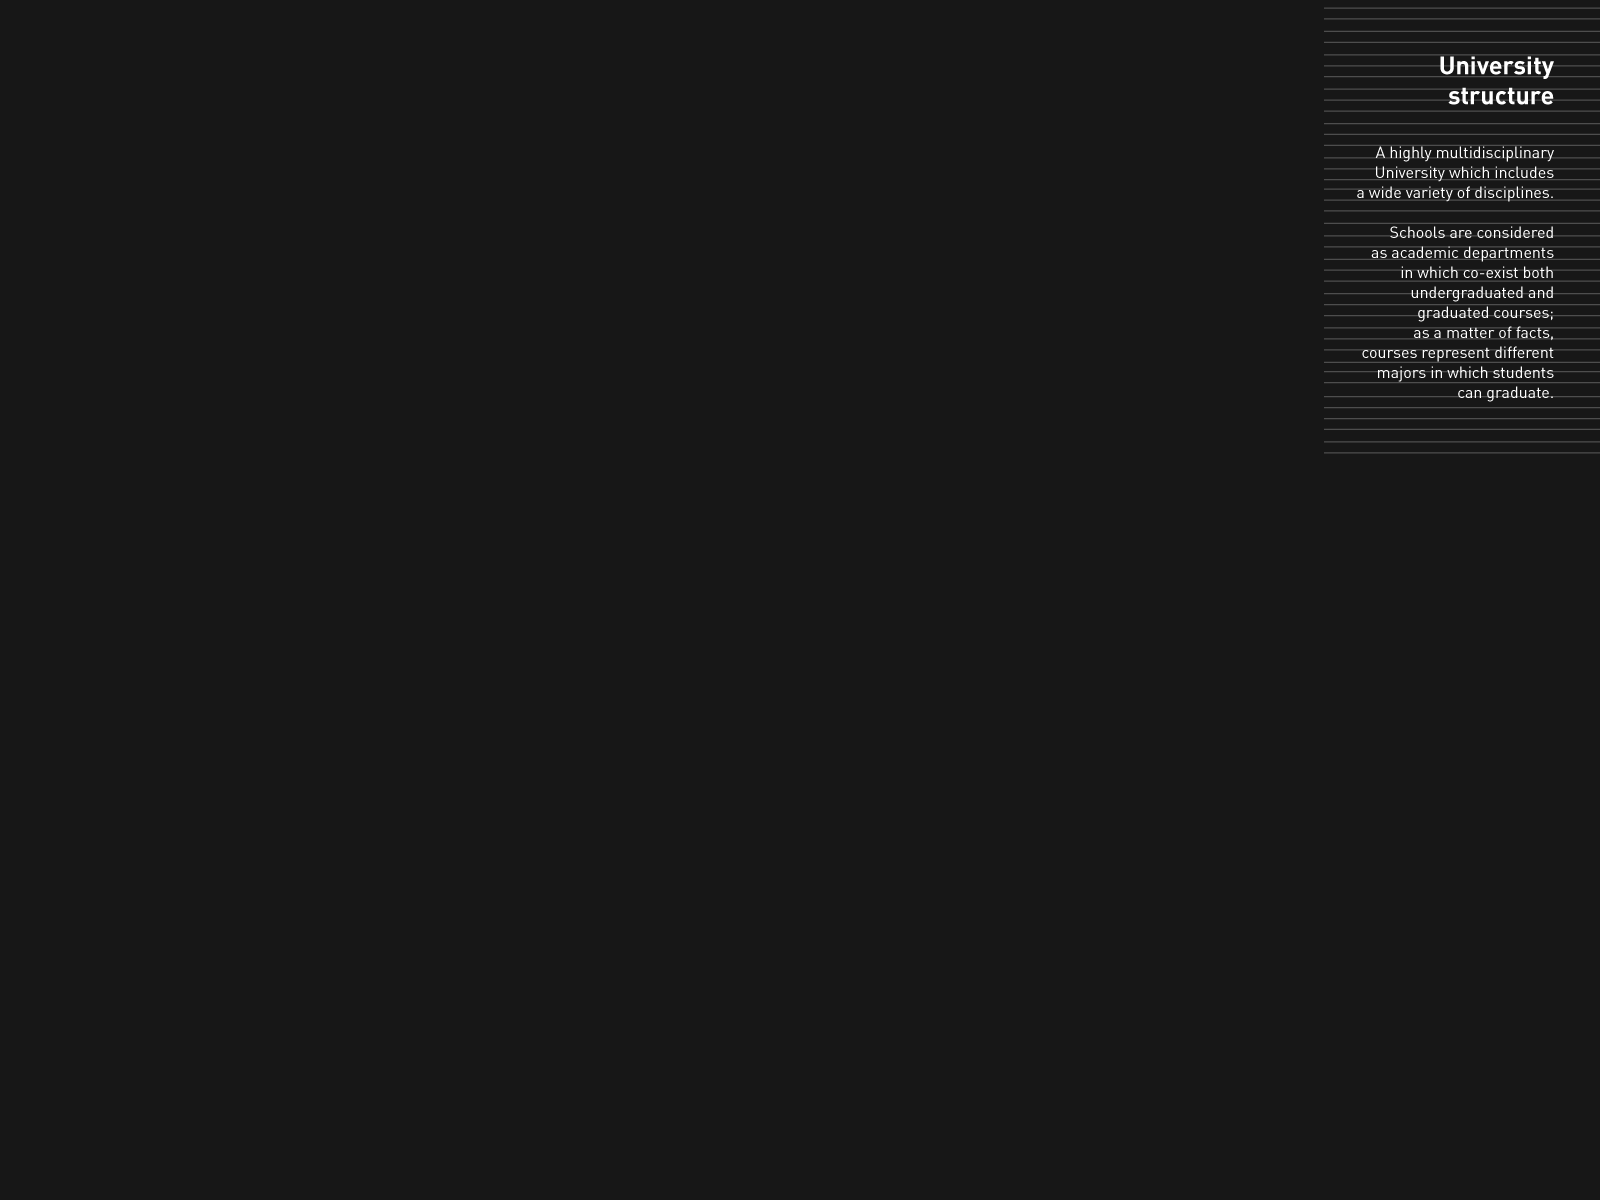 University
structure
A highly multidisciplinary
University which includes
a wide variety of disciplines.
Schools are considered
as academic departments
in which co-exist both
undergraduated and
graduated courses;
as a matter of facts,
courses represent different
majors in which students
can graduate.